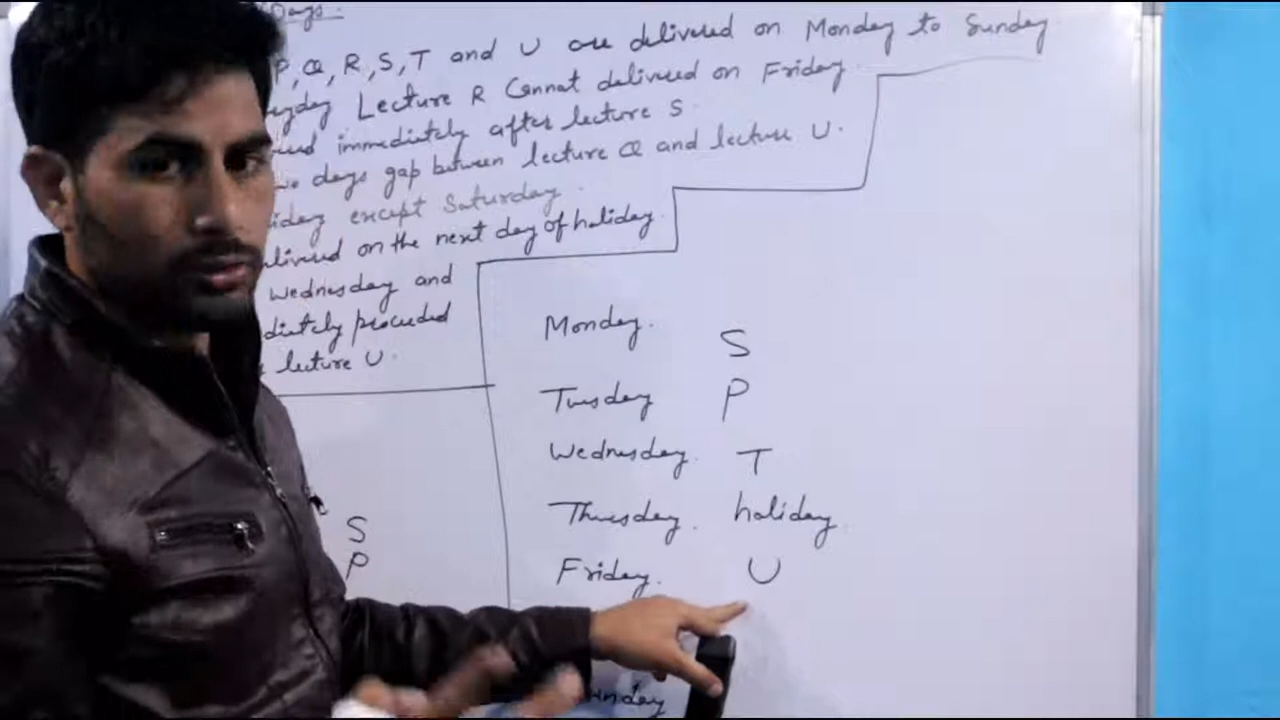 Days.
P, Q, R, S, T and U are delivered on Monday to Sunday
Lecture R Cannot delivered on Friday.
immediately after lecture S.
days gap between lecture Q and lecture U.
except Saturday.
on the next day of holiday.
Wednesday and
preceded
lecture U.
Monday. S
Tuesday P
Wednesday. T
Thursday. holiday.
Friday. U
S
P